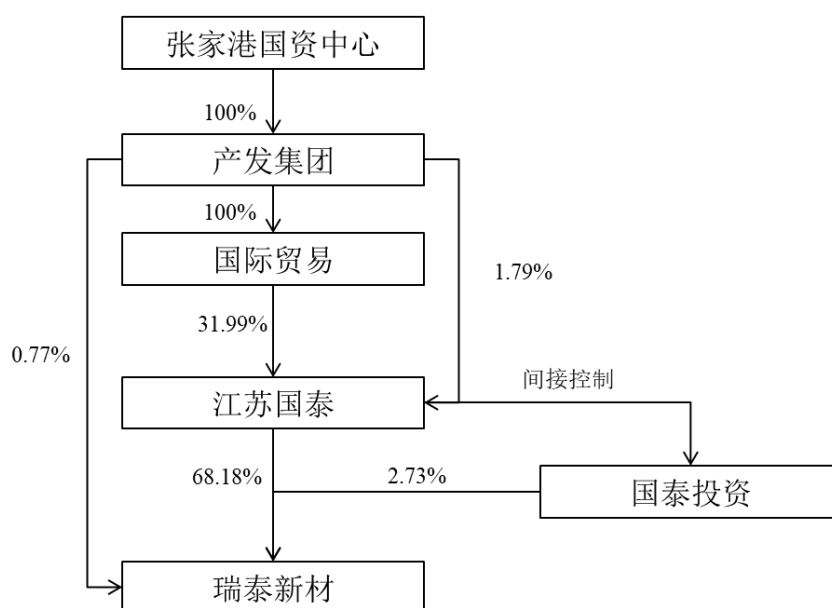 张家港国资中心
100%
产发集团
100%
国际贸易
1.79%
31.99%
0.77%
间接控制
江苏国泰
68.18%
2.73%
国泰投资
瑞泰新材